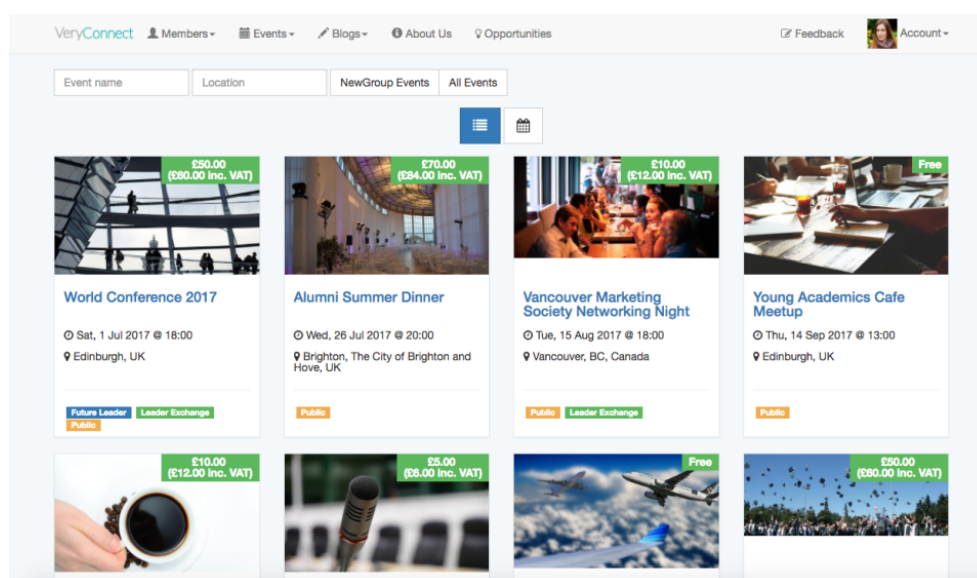 VeryConnect Members Events Blogs About Us Opportunities Feedback Account
Event name Location NewGroup Events All Events
£50.00
(£60.00 inc. VAT)
World Conference 2017
Sat, 1 Jul 2017 @ 18:00
Edinburgh, UK
Future Leader Leader Exchange
Public
£70.00
(£84.00 inc. VAT)
Alumni Summer Dinner
Wed, 26 Jul 2017 @ 20:00
Brighton, The City of Brighton and
Hove, UK
Public
£10.00
(£12.00 inc. VAT)
Vancouver Marketing
Society Networking Night
Tue, 15 Aug 2017 @ 18:00
Vancouver, BC, Canada
Public Leader Exchange
Free
Young Academics Cafe
Meetup
Thu, 14 Sep 2017 @ 13:00
Edinburgh, UK
Public
£10.00
(£12.00 inc. VAT)
£5.00
(£6.00 inc. VAT)
Free
£50.00
(£60.00 inc. VAT)